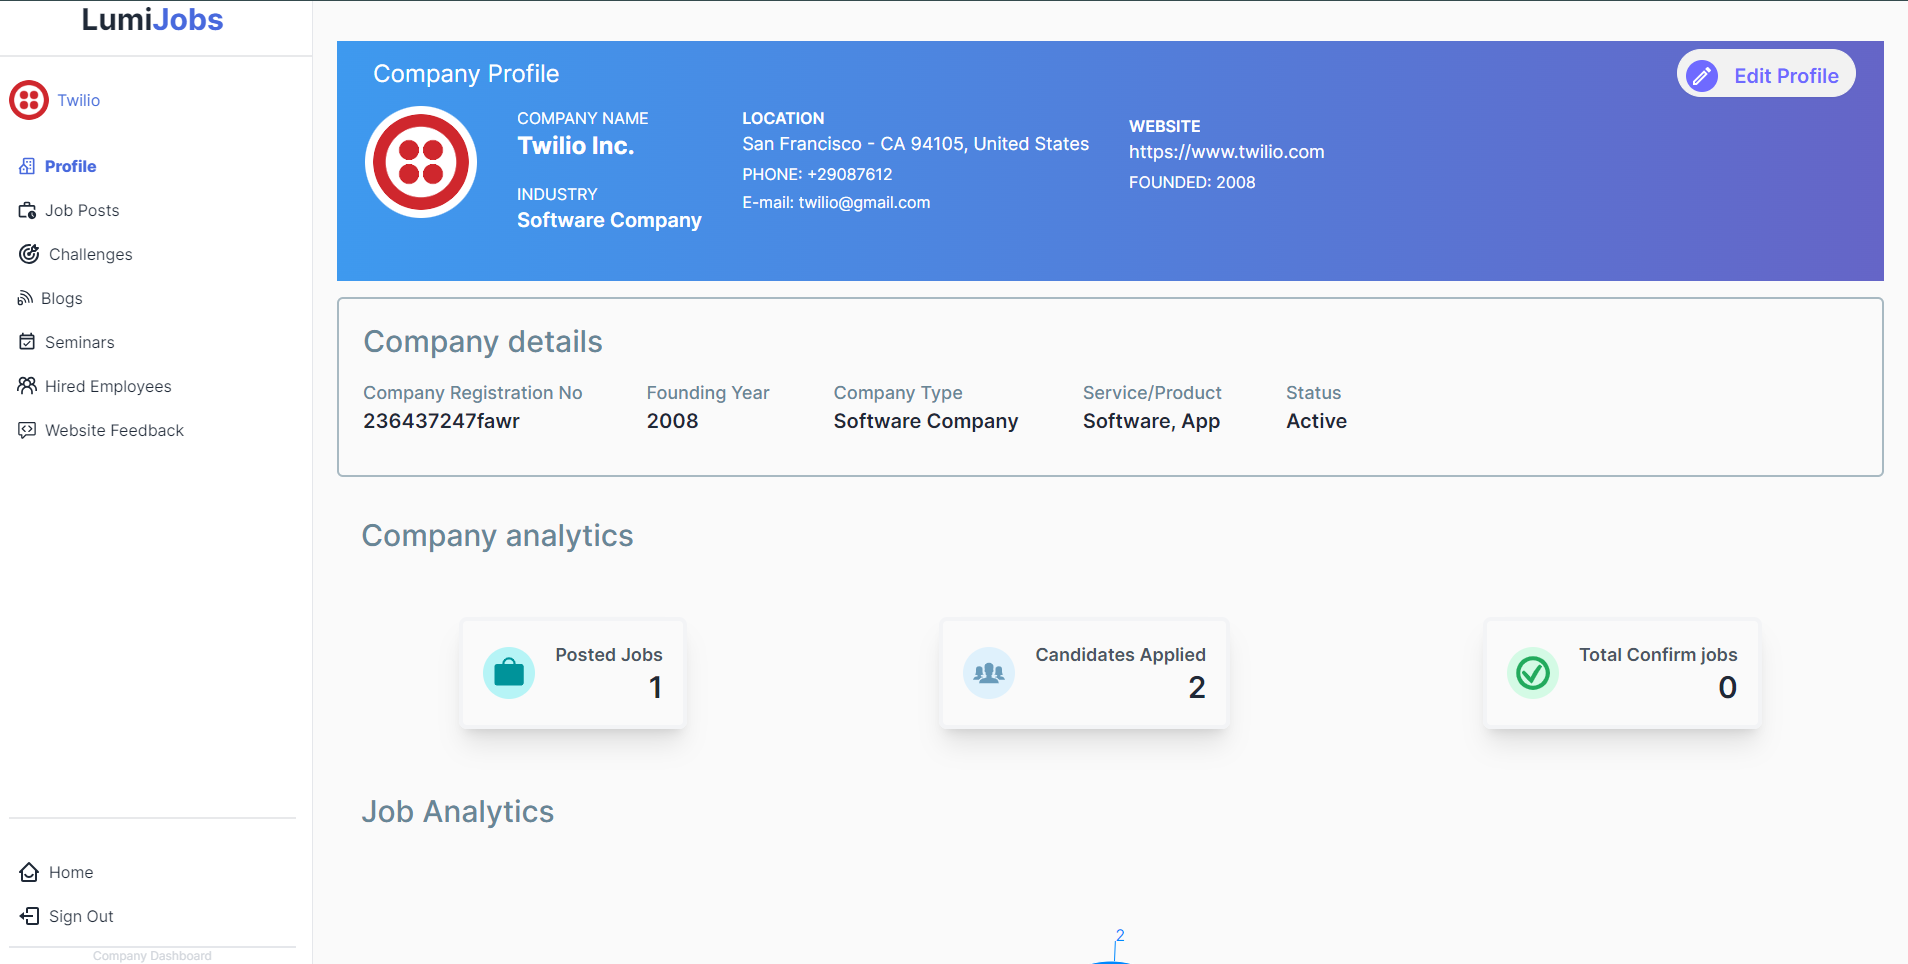 LumiJobs
Twilio
Profile
Job Posts
Challenges
Blogs
Seminars
Hired Employees
Website Feedback
Home
Sign Out
Company Dashboard
Company Profile
Edit Profile
COMPANY NAME
Twilio Inc.
INDUSTRY
Software Company
LOCATION
San Francisco - CA 94105, United States
PHONE: +29087612
E-mail: twilio@gmail.com
WEBSITE
https://www.twilio.com
FOUNDED: 2008
Company details
Company Registration No
236437247fawr
Founding Year
2008
Company Type
Software Company
Service/Product
Software, App
Status
Active
Company analytics
Posted Jobs
1
Candidates Applied
2
Total Confirm jobs
0
Job Analytics
2